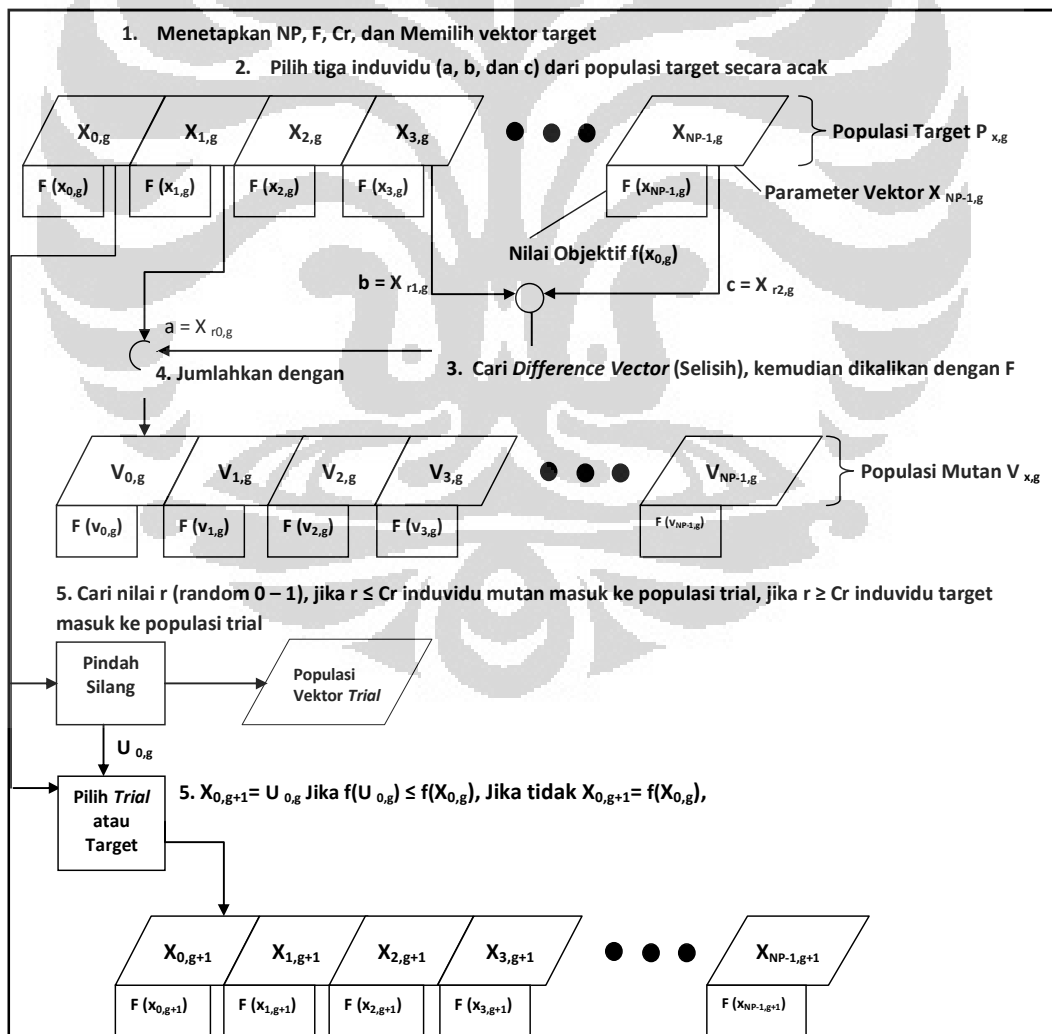 1. Menetapkan NP, F, Cr, dan Memilih vektor target
2. Pilih tiga induvidu (a, b, dan c) dari populasi target secara acak
X0,g X1,g X2,g X3,g XNP-1,g
Populasi Target P x,g
F (x0,g) F (x1,g) F (x2,g) F (x3,g) F (xNP-1,g)
Parameter Vektor X NP-1,g
Nilai Objektif f(x0,g)
b = X r1,g c = X r2,g
a = X r0,g
4. Jumlahkan dengan
3. Cari Difference Vector (Selisih), kemudian dikalikan dengan F
V0,g V1,g V2,g V3,g VNP-1,g
Populasi Mutan V x,g
F (v0,g) F (v1,g) F (v2,g) F (v3,g) F (vNP-1,g)
5. Cari nilai r (random 0 – 1), jika r ≤ Cr induvidu mutan masuk ke populasi trial, jika r ≥ Cr induvidu target
masuk ke populasi trial
Pindah
Silang
Populasi
Vektor Trial
U 0,g
Pilih Trial
atau
Target
5. X0,g+1= U 0,g Jika f(U 0,g) ≤ f(X0,g), Jika tidak X0,g+1= f(X0,g),
X0,g+1 X1,g+1 X2,g+1 X3,g+1 XNP-1,g+1
F (x0,g+1) F (x1,g+1) F (x2,g+1) F (x3,g+1) F (xNP-1,g+1)